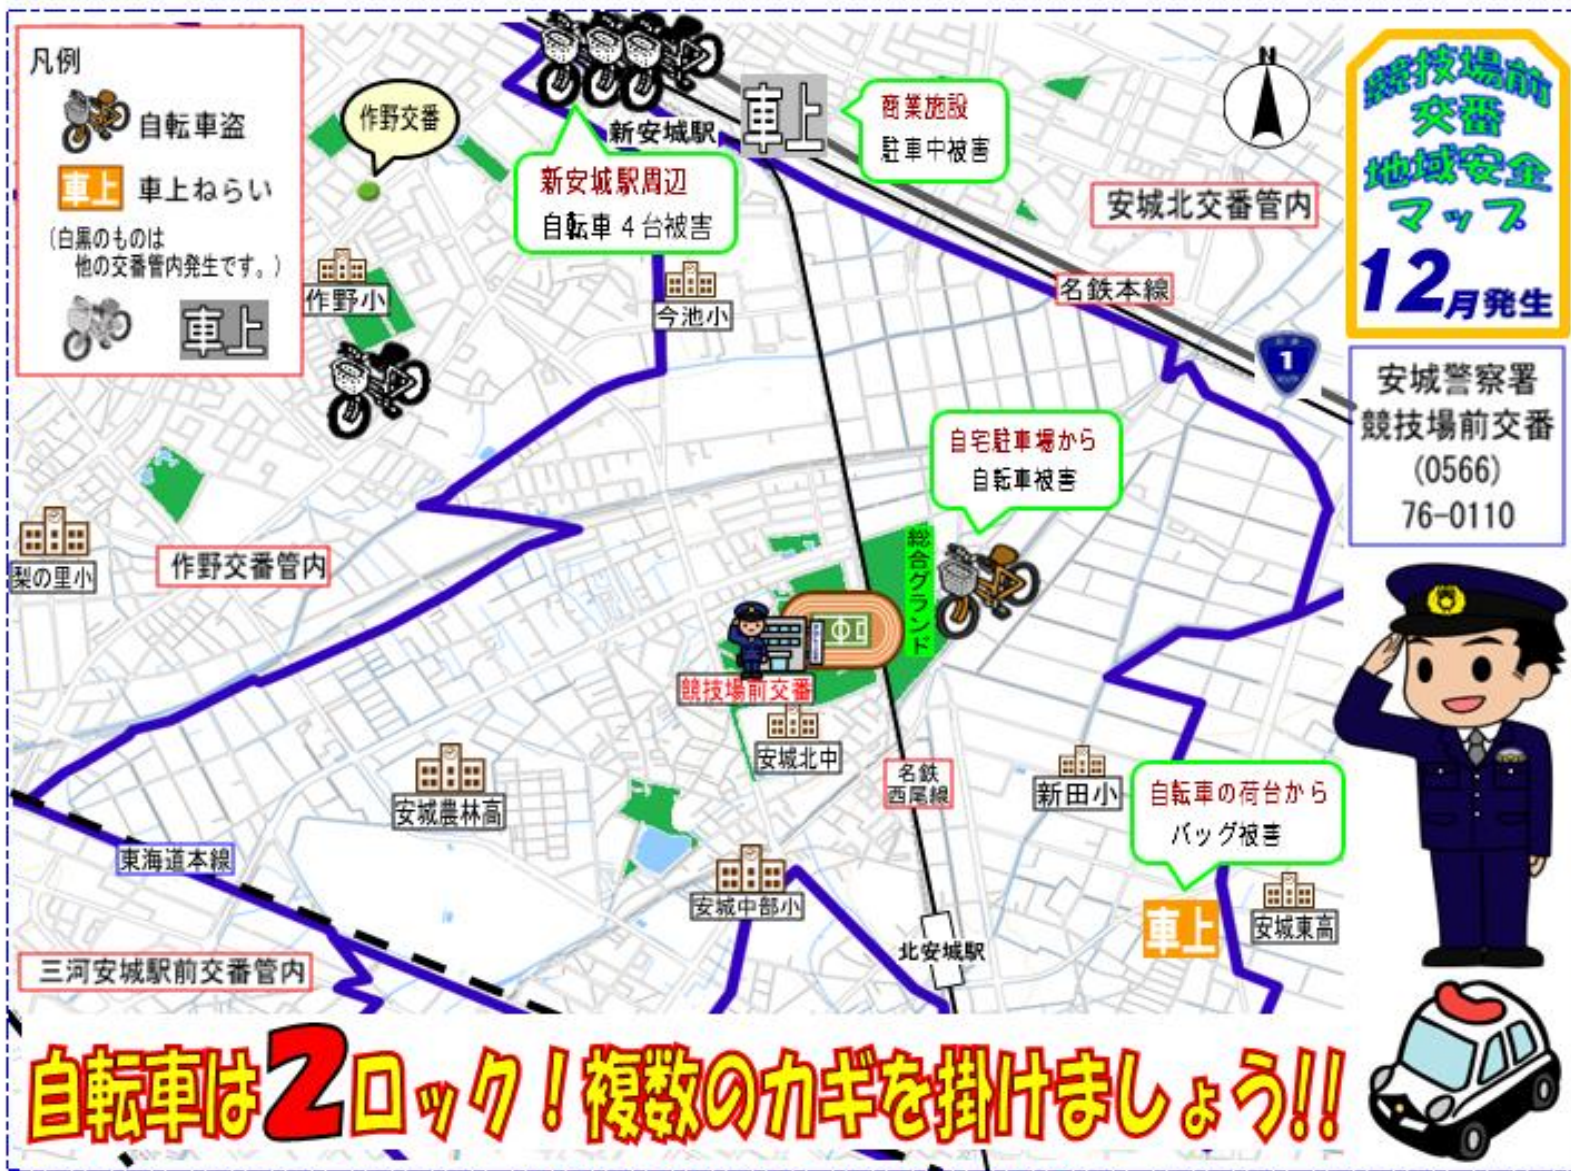 凡例
自転車盗
車上 車上ねらい
(白黒のものは
他の交番管内発生です。)
車上
作野交番
新安城駅
車上
商業施設
駐車中被害
新安城駅周辺
自転車4台被害
N
安城北交番管内
競技場前
交番
地域安全
マップ
12月発生
作野小
今池小
名鉄本線
1
安城警察署
競技場前交番
(0566)
76-0110
自宅駐車場から
自転車被害
梨の里小
作野交番管内
総合グランド
競技場前交番
安城北中
安城農林高
名鉄
西尾線
新田小
自転車の荷台から
バッグ被害
東海道本線
安城中部小
車上
安城東高
北安城駅
三河安城駅前交番管内
自転車は2ロック!複数のカギを掛けましょう!!